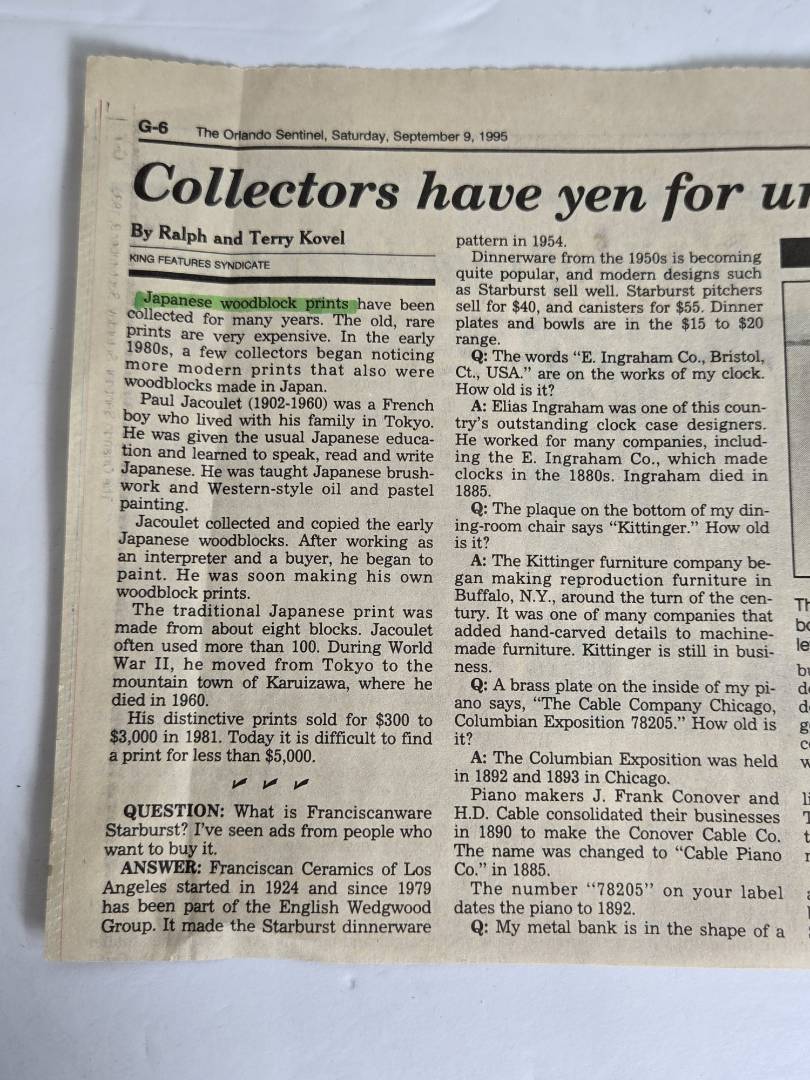 G-6 The Orlando Sentinel, Saturday, September 9, 1995
Collectors have yen for
By Ralph and Terry Kovel
KING FEATURES SYNDICATE
Japanese woodblock prints have been
collected for many years. The old, rare
prints are very expensive. In the early
1980s, a few collectors began noticing
more modern prints that also were
woodblocks made in Japan.
Paul Jacoulet (1902-1960) was a French
boy who lived with his family in Tokyo.
He was given the usual Japanese educa-
tion and learned to speak, read and write
Japanese. He was taught Japanese brush-
work and Western-style oil and pastel
painting.
Jacoulet collected and copied the early
Japanese woodblocks. After working as
an interpreter and a buyer, he began to
paint. He was soon making his own
woodblock prints.
The traditional Japanese print was
made from about eight blocks. Jacoulet
often used more than 100. During World
War II, he moved from Tokyo to the
mountain town of Karuizawa, where he
died in 1960.
His distinctive prints sold for $300 to
$3,000 in 1981. Today it is difficult to find
a print for less than $5,000.
QUESTION: What is Franciscanware
Starburst? I've seen ads from people who
want to buy it.
ANSWER: Franciscan Ceramics of Los
Angeles started in 1924 and since 1979
has been part of the English Wedgwood
Group. It made the Starburst dinnerware
pattern in 1954.
Dinnerware from the 1950s is becoming
quite popular, and modern designs such
as Starburst sell well. Starburst pitchers
sell for $40, and canisters for $55. Dinner
plates and bowls are in the $15 to $20
range.
Q: The words "E. Ingraham Co., Bristol,
Ct., USA." are on the works of my clock.
How old is it?
A: Elias Ingraham was one of this coun-
try's outstanding clock case designers.
He worked for many companies, includ-
ing the E. Ingraham Co., which made
clocks in the 1880s. Ingraham died in
1885.
Q: The plaque on the bottom of my din-
ing-room chair says "Kittinger." How old
is it?
A: The Kittinger furniture company be-
gan making reproduction furniture in
Buffalo, N.Y., around the turn of the cen-
tury. It was one of many companies that
added hand-carved details to machine-
made furniture. Kittinger is still in busi-
ness.
Q: A brass plate on the inside of my pi-
ano says, "The Cable Company Chicago,
Columbian Exposition 78205." How old is
it?
A: The Columbian Exposition was held
in 1892 and 1893 in Chicago.
Piano makers J. Frank Conover and
H.D. Cable consolidated their businesses
in 1890 to make the Conover Cable Co.
The name was changed to "Cable Piano
Co." in 1885.
The number "78205" on your label
dates the piano to 1892.
Q: My metal bank is in the shape of a